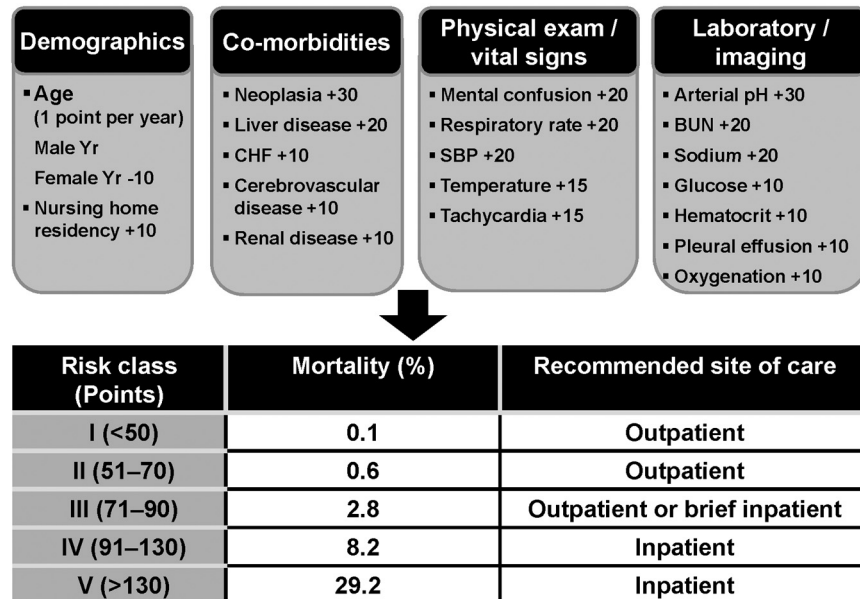 Demographics
▪ Age
(1 point per year)
Male Yr
Female Yr -10
▪ Nursing home
residency +10
Co-morbidities
▪ Neoplasia +30
▪ Liver disease +20
▪ CHF +10
▪ Cerebrovascular
disease +10
▪ Renal disease +10
Physical exam /
vital signs
▪ Mental confusion +20
▪ Respiratory rate +20
▪ SBP +20
▪ Temperature +15
▪ Tachycardia +15
Laboratory /
imaging
▪ Arterial pH +30
▪ BUN +20
▪ Sodium +20
▪ Glucose +10
▪ Hematocrit +10
▪ Pleural effusion +10
▪ Oxygenation +10
Risk class
(Points)
Mortality (%)
Recommended site of care
I (<50)
0.1
Outpatient
II (51–70)
0.6
Outpatient
III (71–90)
2.8
Outpatient or brief inpatient
IV (91–130)
8.2
Inpatient
V (>130)
29.2
Inpatient